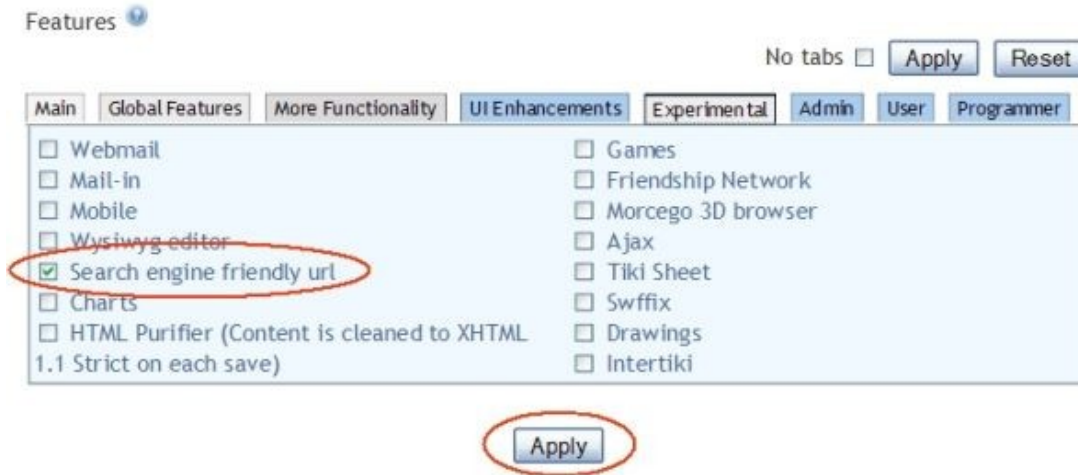 Features
No tabs Apply Reset
Main Global Features More Functionality UI Enhancements Experimental Admin User Programmer
Webmail
Mail-in
Mobile
Wysiwyg editor
Search engine friendly url
Charts
HTML Purifier (Content is cleaned to XHTML
1.1 Strict on each save)
Games
Friendship Network
Morcego 3D browser
Ajax
Tiki Sheet
Swffix
Drawings
Intertiki
Apply